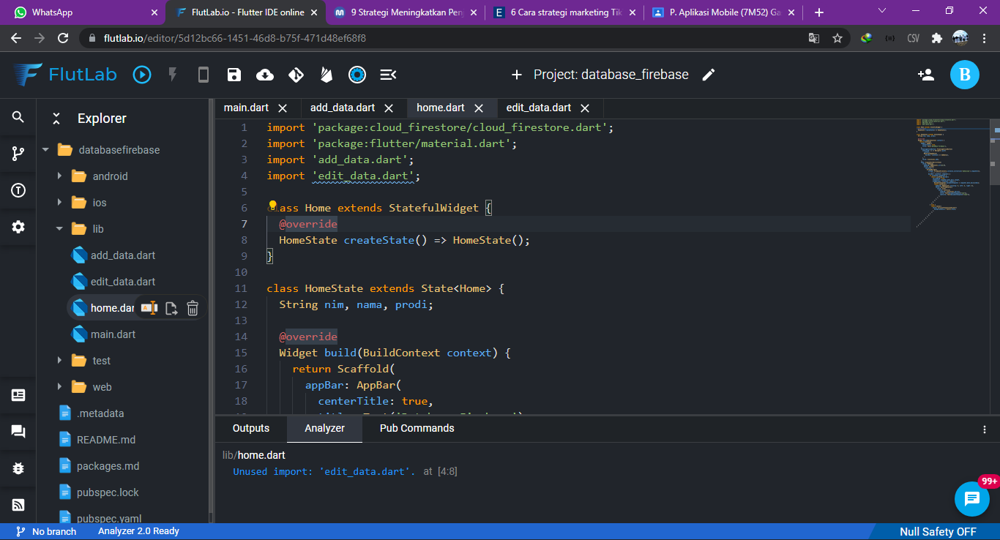 WhatsApp
FlutLab.io - Flutter IDE online
9 Strategi Meningkatkan Penj
6 Cara strategi marketing Tik
P. Aplikasi Mobile (7M52) Ga
flutlab.io/editor/5d12bc66-1451-46d8-b75f-471d48ef68f8
CSV
FlutLab
Project: database_firebase
B
Explorer
databasefirebase
android
ios
lib
add_data.dart
edit_data.dart
home.dar
main.dart
test
web
.metadata
README.md
packages.md
pubspec.lock
pubspec.yaml
main.dart
add_data.dart
home.dart
edit_data.dart
1 import 'package:cloud_firestore/cloud_firestore.dart';
2 import 'package:flutter/material.dart';
3 import 'add_data.dart';
4 import 'edit_data.dart';
5
6 ass Home extends StatefulWidget {
7 @override
8 HomeState createState() => HomeState();
9 }
10
11 class HomeState extends State<Home> {
12 String nim, nama, prodi;
13
14 @override
15 Widget build(BuildContext context) {
16 return Scaffold(
17 appBar: AppBar(
18 centerTitle: true,
Outputs
Analyzer
Pub Commands
lib/home.dart
Unused import: 'edit_data.dart'. at [4:8]
99+
No branch
Analyzer 2.0 Ready
Null Safety OFF